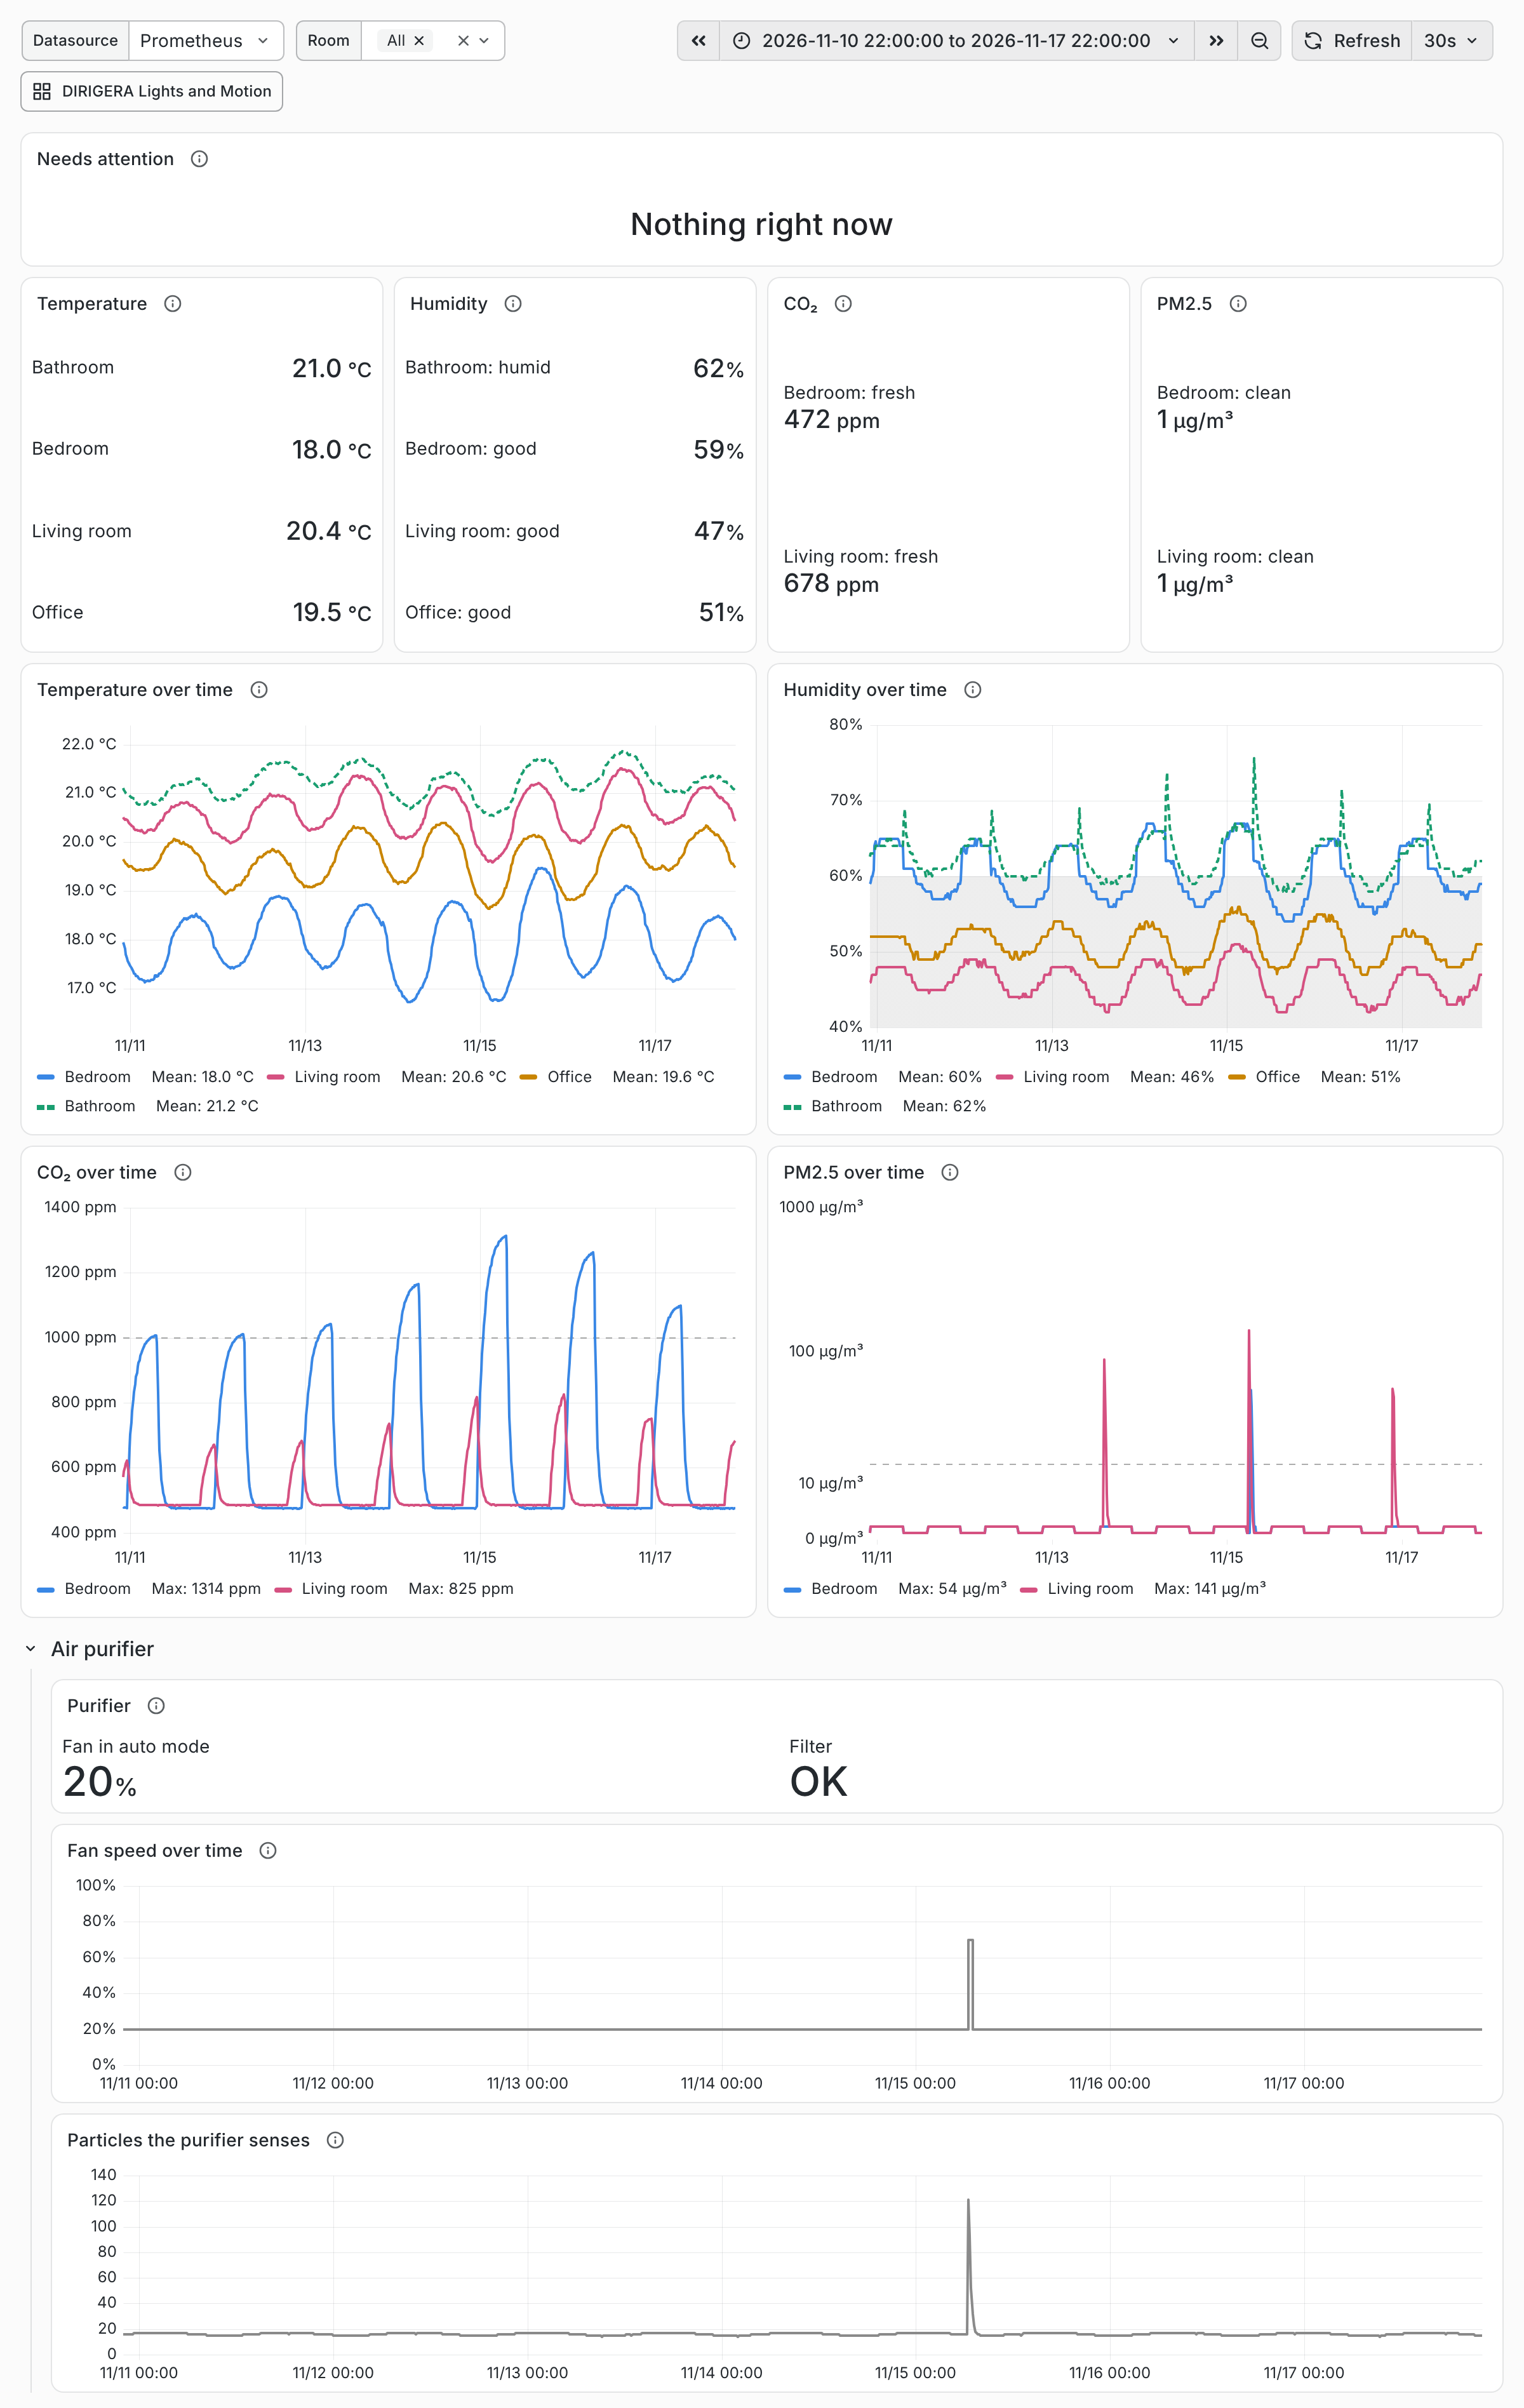 Datasource Prometheus Room All 2026-11-10 22:00:00 to 2026-11-17 22:00:00 Refresh 30s
DIRIGERA Lights and Motion
Needs attention
Nothing right now
Temperature
Bathroom 21.0 °C
Bedroom 18.0 °C
Living room 20.4 °C
Office 19.5 °C
Humidity
Bathroom: humid 62%
Bedroom: good 59%
Living room: good 47%
Office: good 51%
CO₂
Bedroom: fresh
472 ppm
Living room: fresh
678 ppm
PM2.5
Bedroom: clean
1 μg/m³
Living room: clean
1 μg/m³
Temperature over time
22.0 °C
21.0 °C
20.0 °C
19.0 °C
18.0 °C
17.0 °C
11/11 11/13 11/15 11/17
Bedroom Mean: 18.0 °C Living room Mean: 20.6 °C Office Mean: 19.6 °C
Bathroom Mean: 21.2 °C
Humidity over time
80%
70%
60%
50%
40%
11/11 11/13 11/15 11/17
Bedroom Mean: 60% Living room Mean: 46% Office Mean: 51%
Bathroom Mean: 62%
CO₂ over time
1400 ppm
1200 ppm
1000 ppm
800 ppm
600 ppm
400 ppm
11/11 11/13 11/15 11/17
Bedroom Max: 1314 ppm Living room Max: 825 ppm
PM2.5 over time
1000 μg/m³
100 μg/m³
10 μg/m³
0 μg/m³
11/11 11/13 11/15 11/17
Bedroom Max: 54 μg/m³ Living room Max: 141 μg/m³
Air purifier
Purifier
Fan in auto mode
20%
Filter
OK
Fan speed over time
100%
80%
60%
40%
20%
0%
11/11 00:00 11/12 00:00 11/13 00:00 11/14 00:00 11/15 00:00 11/16 00:00 11/17 00:00
Particles the purifier senses
140
120
100
80
60
40
20
0
11/11 00:00 11/12 00:00 11/13 00:00 11/14 00:00 11/15 00:00 11/16 00:00 11/17 00:00